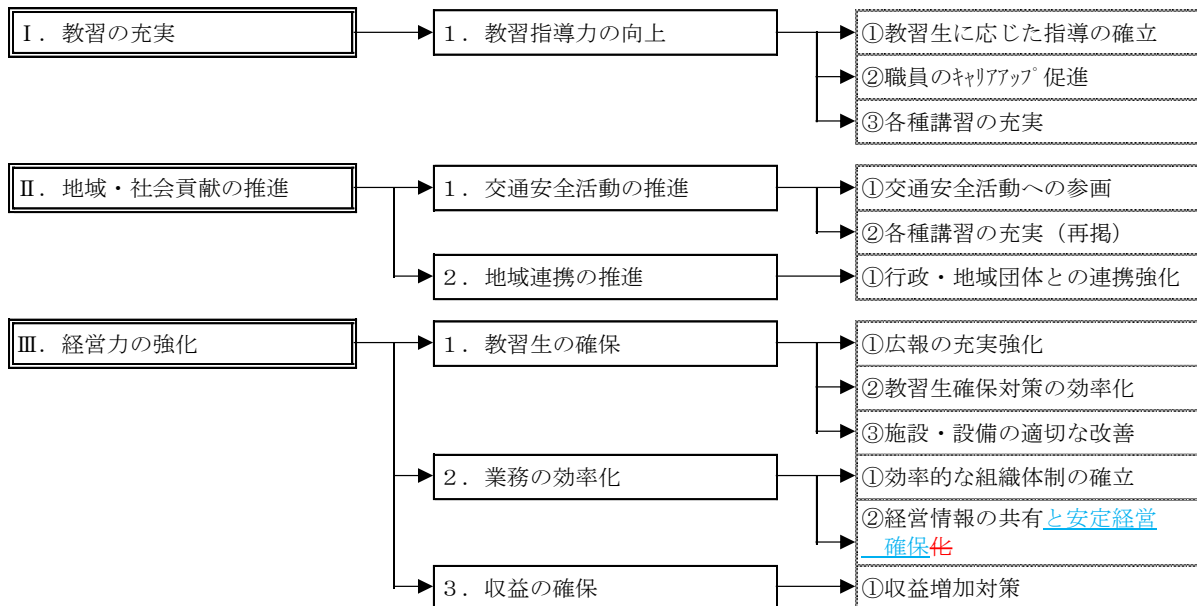 Ⅰ．教習の充実
１．教習指導力の向上
①教習生に応じた指導の確立
②職員のｷｬﾘｱｱｯﾌﾟ促進
③各種講習の充実
Ⅱ．地域・社会貢献の推進
１．交通安全活動の推進
①交通安全活動への参画
②各種講習の充実（再掲）
２．地域連携の推進
①行政・地域団体との連携強化
Ⅲ．経営力の強化
１．教習生の確保
①広報の充実強化
②教習生確保対策の効率化
③施設・設備の適切な改善
２．業務の効率化
①効率的な組織体制の確立
②経営情報の共有と安定経営
確保化
３．収益の確保
①収益増加対策